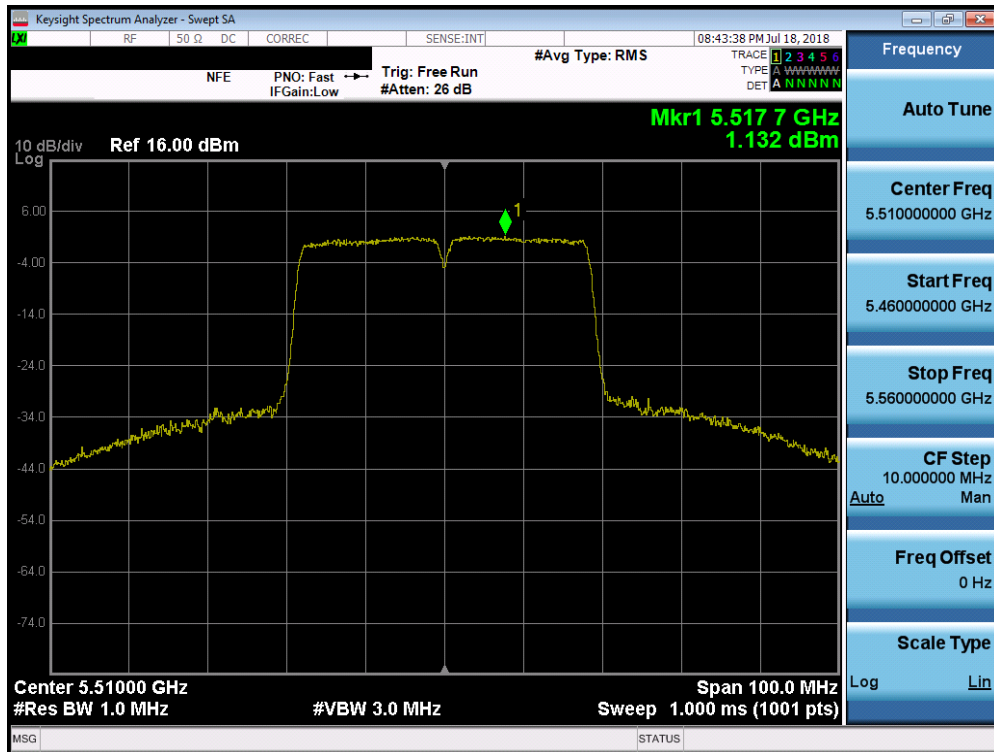 Keysight Spectrum Analyzer - Swept SA
LXI RF 50 Ω DC CORREC SENSE:INT 08:43:38 PM Jul 18, 2018
#Avg Type: RMS TRACE 1 2 3 4 5 6
NFE PNO: Fast Trig: Free Run TYPE A WWWWW
IFGain:Low #Atten: 26 dB DET A N N N N N
Mkr1 5.517 7 GHz
1.132 dBm
10 dB/div Ref 16.00 dBm
Log
1
6.00
-4.00
-14.0
-24.0
-34.0
-44.0
-54.0
-64.0
-74.0
Center 5.51000 GHz Span 100.0 MHz
#Res BW 1.0 MHz #VBW 3.0 MHz Sweep 1.000 ms (1001 pts)
MSG STATUS
Frequency
Auto Tune
Center Freq
5.510000000 GHz
Start Freq
5.460000000 GHz
Stop Freq
5.560000000 GHz
CF Step
10.000000 MHz
Auto Man
Freq Offset
0 Hz
Scale Type
Log Lin